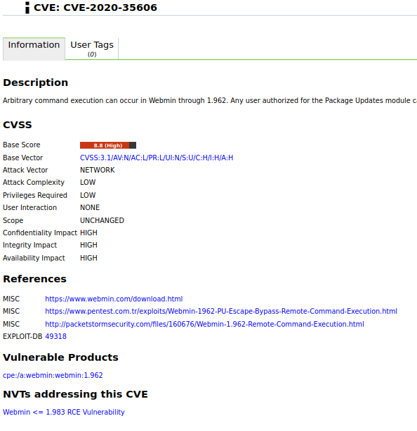 CVE: CVE-2020-35606
Information
User Tags
(0)
Description
Arbitrary command execution can occur in Webmin through 1.962. Any user authorized for the Package Updates module c
CVSS
Base Score 8.8 (High)
Base Vector CVSS:3.1/AV:N/AC:L/PR:L/UI:N/S:U/C:H/I:H/A:H
Attack Vector NETWORK
Attack Complexity LOW
Privileges Required LOW
User Interaction NONE
Scope UNCHANGED
Confidentiality Impact HIGH
Integrity Impact HIGH
Availability Impact HIGH
References
MISC https://www.webmin.com/download.html
MISC https://www.pentest.com.tr/exploits/Webmin-1962-PU-Escape-Bypass-Remote-Command-Execution.html
MISC http://packetstormsecurity.com/files/160676/Webmin-1.962-Remote-Command-Execution.html
EXPLOIT-DB 49318
Vulnerable Products
cpe:/a:webmin:webmin:1.962
NVTs addressing this CVE
Webmin <= 1.983 RCE Vulnerability